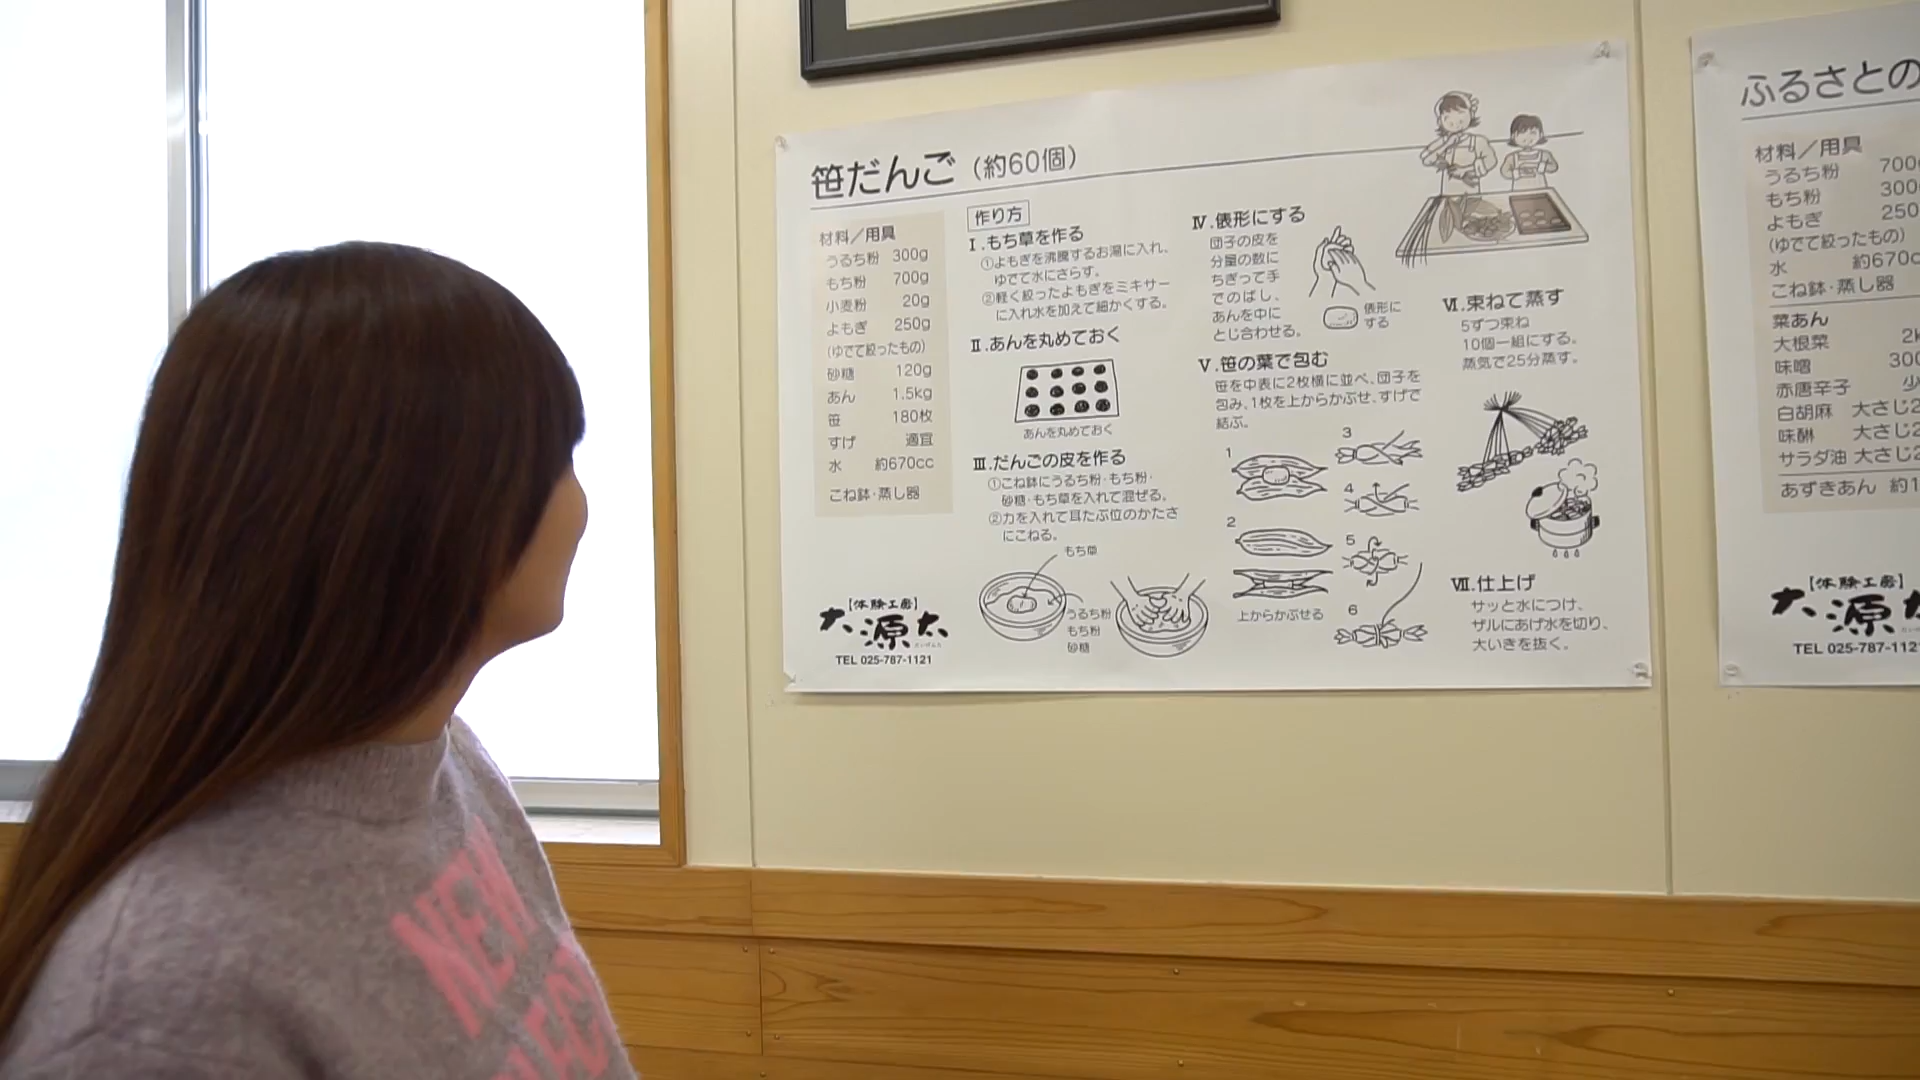 笹だんご（約60個）
材料／用具
うるち粉 300g
もち粉 700g
小麦粉 20g
よもぎ 250g
（ゆでて絞ったもの）
砂糖 120g
あん 1.5kg
笹 180枚
すげ 適宜
水 約670cc
こね鉢・蒸し器
【体験工房】
大源太
TEL 025-787-1121
作り方
Ⅰ.もち草を作る
①よもぎを沸騰するお湯に入れ、
ゆでて水にさらす。
②軽く絞ったよもぎをミキサー
に入れ水を加えて細かくする。
Ⅱ.あんを丸めておく
あんを丸めておく
Ⅲ.だんごの皮を作る
①こね鉢にうるち粉・もち粉・
砂糖・もち草を入れて混ぜる。
②力を入れて耳たぶ位のかたさ
にこねる。
もち草
うるち粉
もち粉
砂糖
Ⅳ.俵形にする
団子の皮を
分量の数に
ちぎって手
でのばし、
あんを中に
とじ合わせる。
俵形に
する
Ⅴ.笹の葉で包む
笹を中表に2枚横に並べ、団子を
包み、1枚を上からかぶせ、すげで
結ぶ。
1
2
上からかぶせる
3
4
5
6
Ⅵ.束ねて蒸す
5ずつ束ね
10個一組にする。
蒸気で25分蒸す。
Ⅶ.仕上げ
サッと水につけ、
ザルにあげ水を切り、
大いきを抜く。
ふるさとの
材料／用具
うるち粉 700
もち粉 300
よもぎ 250
（ゆでて絞ったもの）
水 約670c
こね鉢・蒸し器
菜あん
大根菜 2k
味噌 300
赤唐辛子 少
白胡麻 大さじ2
味醂 大さじ2
サラダ油 大さじ2
あずきあん 約1
【体験工房】
大源太
TEL 025-787-112
NEW